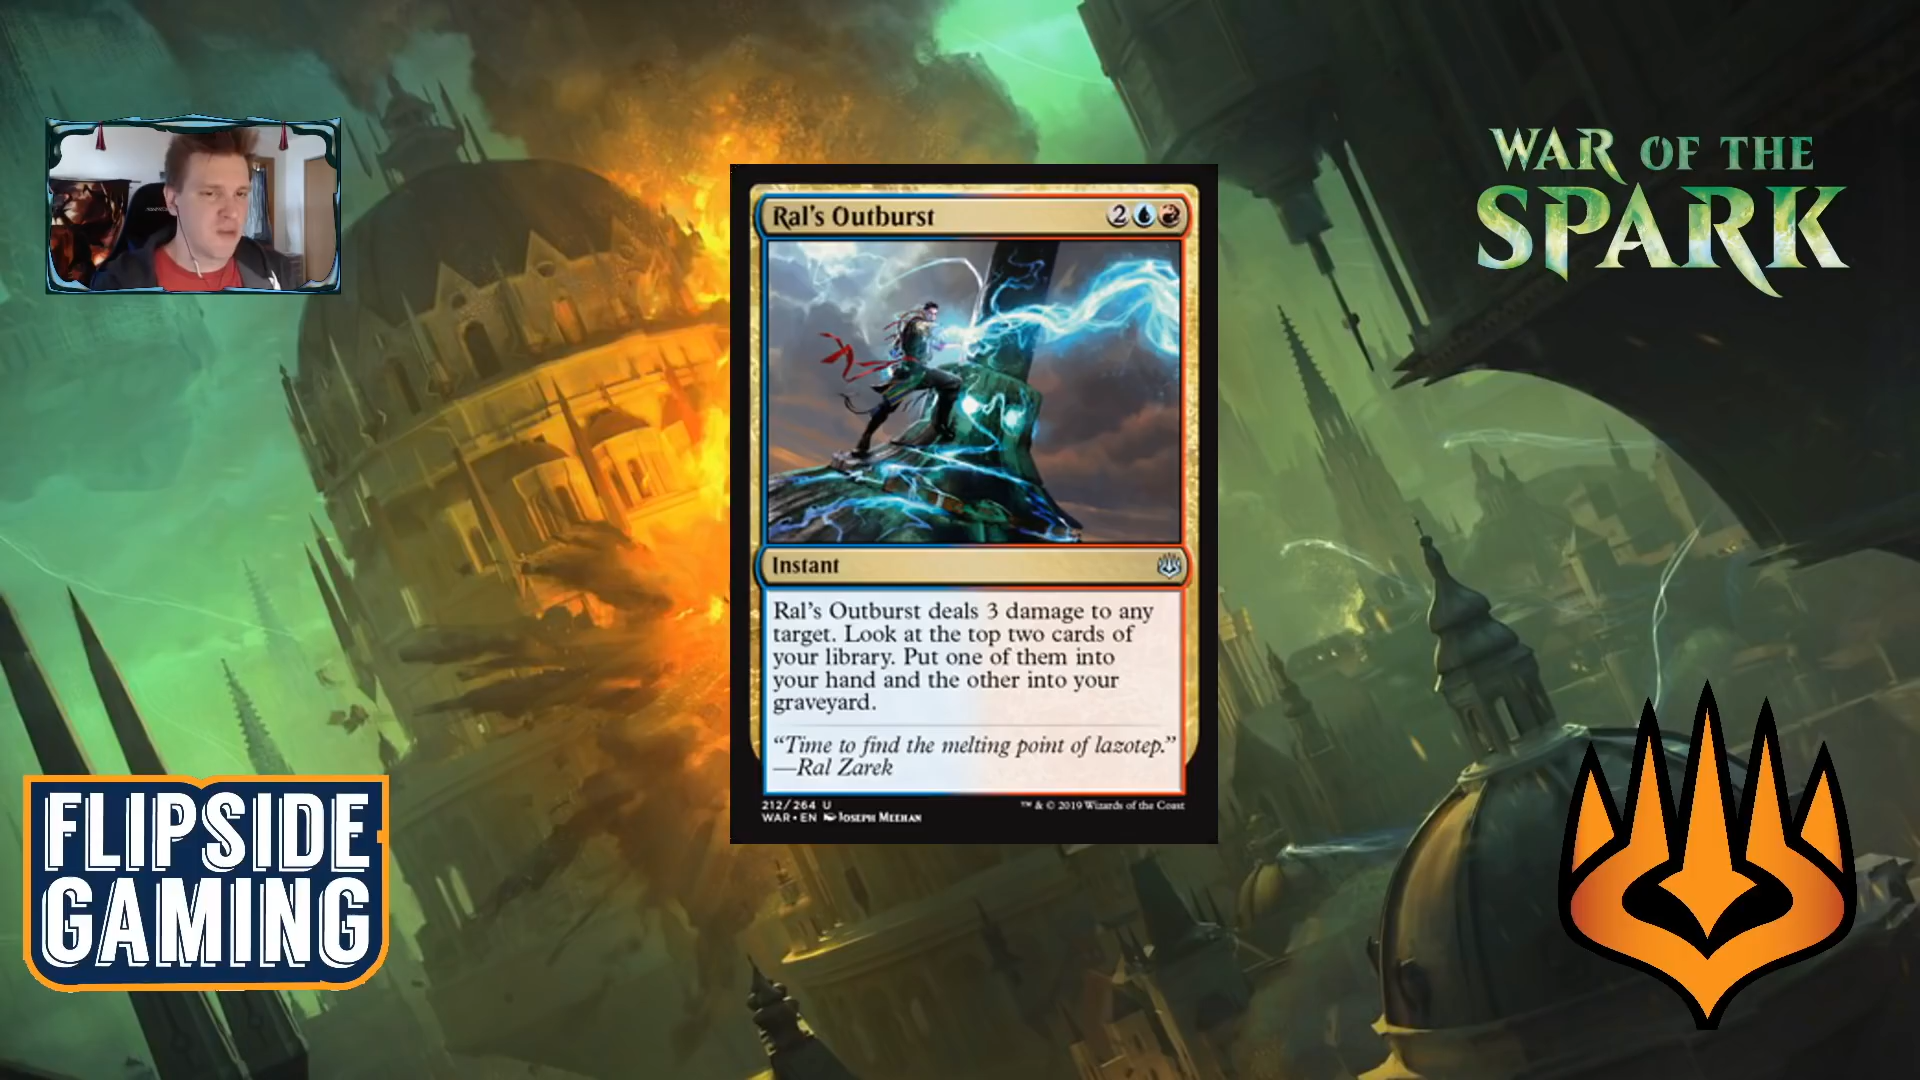 WAR OF THE
SPARK
Ral's Outburst
2
Instant
Ral's Outburst deals 3 damage to any
target. Look at the top two cards of
your library. Put one of them into
your hand and the other into your
graveyard.
“Time to find the melting point of lazotep.”
—Ral Zarek
212/264 U
WAR • EN Joseph Meehan
™ & © 2019 Wizards of the Coast
FLIPSIDE
GAMING